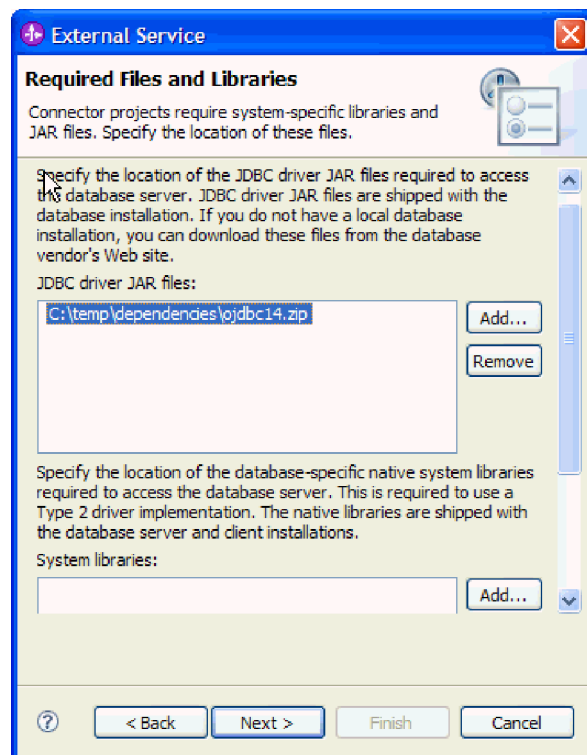 External Service
Required Files and Libraries
Connector projects require system-specific libraries and
JAR files. Specify the location of these files.
Specify the location of the JDBC driver JAR files required to access
the database server. JDBC driver JAR files are shipped with the
database installation. If you do not have a local database
installation, you can download these files from the database
vendor's Web site.
JDBC driver JAR files:
C:\temp\dependencies\ojdbc14.zip
Add...
Remove
Specify the location of the database-specific native system libraries
required to access the database server. This is required to use a
Type 2 driver implementation. The native libraries are shipped with
the database server and client installations.
System libraries:
Add...
?
< Back
Next >
Finish
Cancel